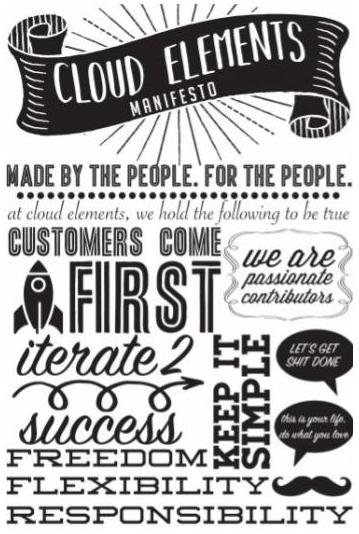 CLOUD ELEMENTS
MANIFESTO
MADE BY THE PEOPLE. FOR THE PEOPLE.
at cloud elements, we hold the following to be true
CUSTOMERS COME
FIRST
we are
passionate
contributors
iterate 2
success
KEEP IT
SIMPLE
LET'S GET
SHIT DONE
this is your life.
do what you love
FREEDOM
FLEXIBILITY
RESPONSIBILITY